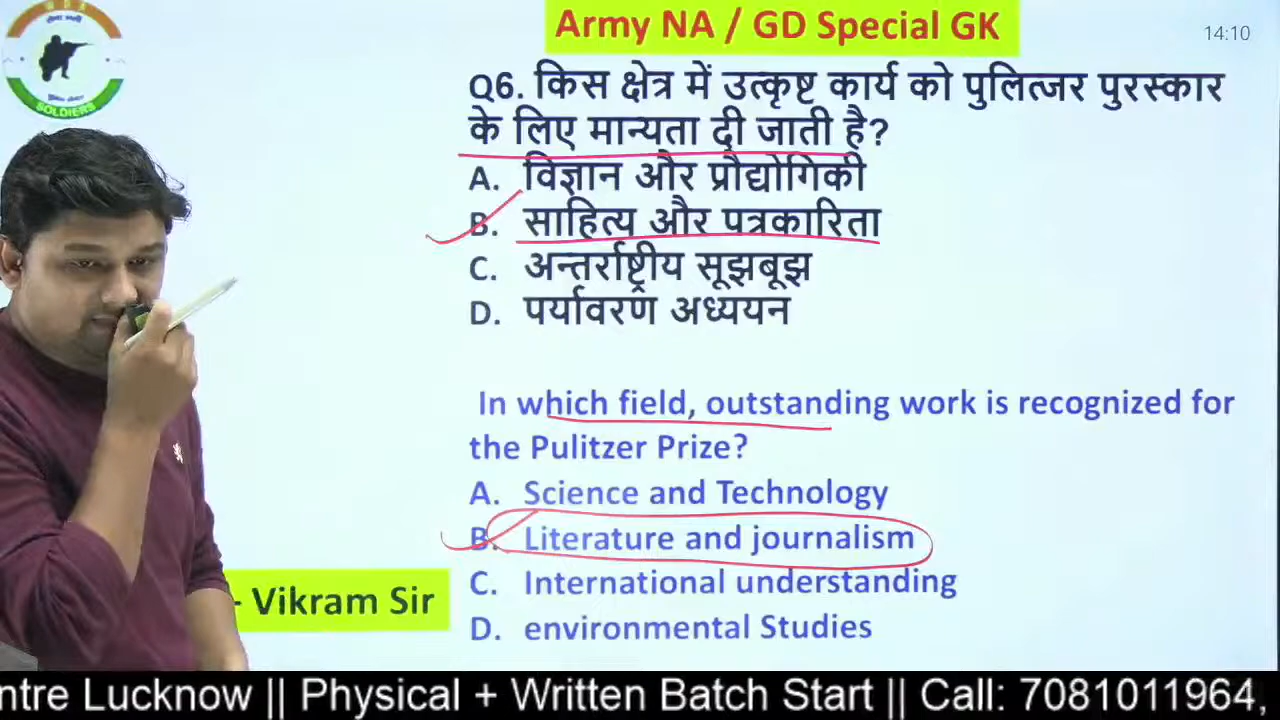 Army NA / GD Special GK
14:10
SOLDIERS
Q6. किस क्षेत्र में उत्कृष्ट कार्य को पुलित्जर पुरस्कार
के लिए मान्यता दी जाती है?
A. विज्ञान और प्रौद्योगिकी
B. साहित्य और पत्रकारिता
C. अन्तर्राष्ट्रीय सूझबूझ
D. पर्यावरण अध्ययन
In which field, outstanding work is recognized for
the Pulitzer Prize?
A. Science and Technology
B. Literature and journalism
C. International understanding
D. environmental Studies
- Vikram Sir
ntre Lucknow || Physical + Written Batch Start || Call: 7081011964,